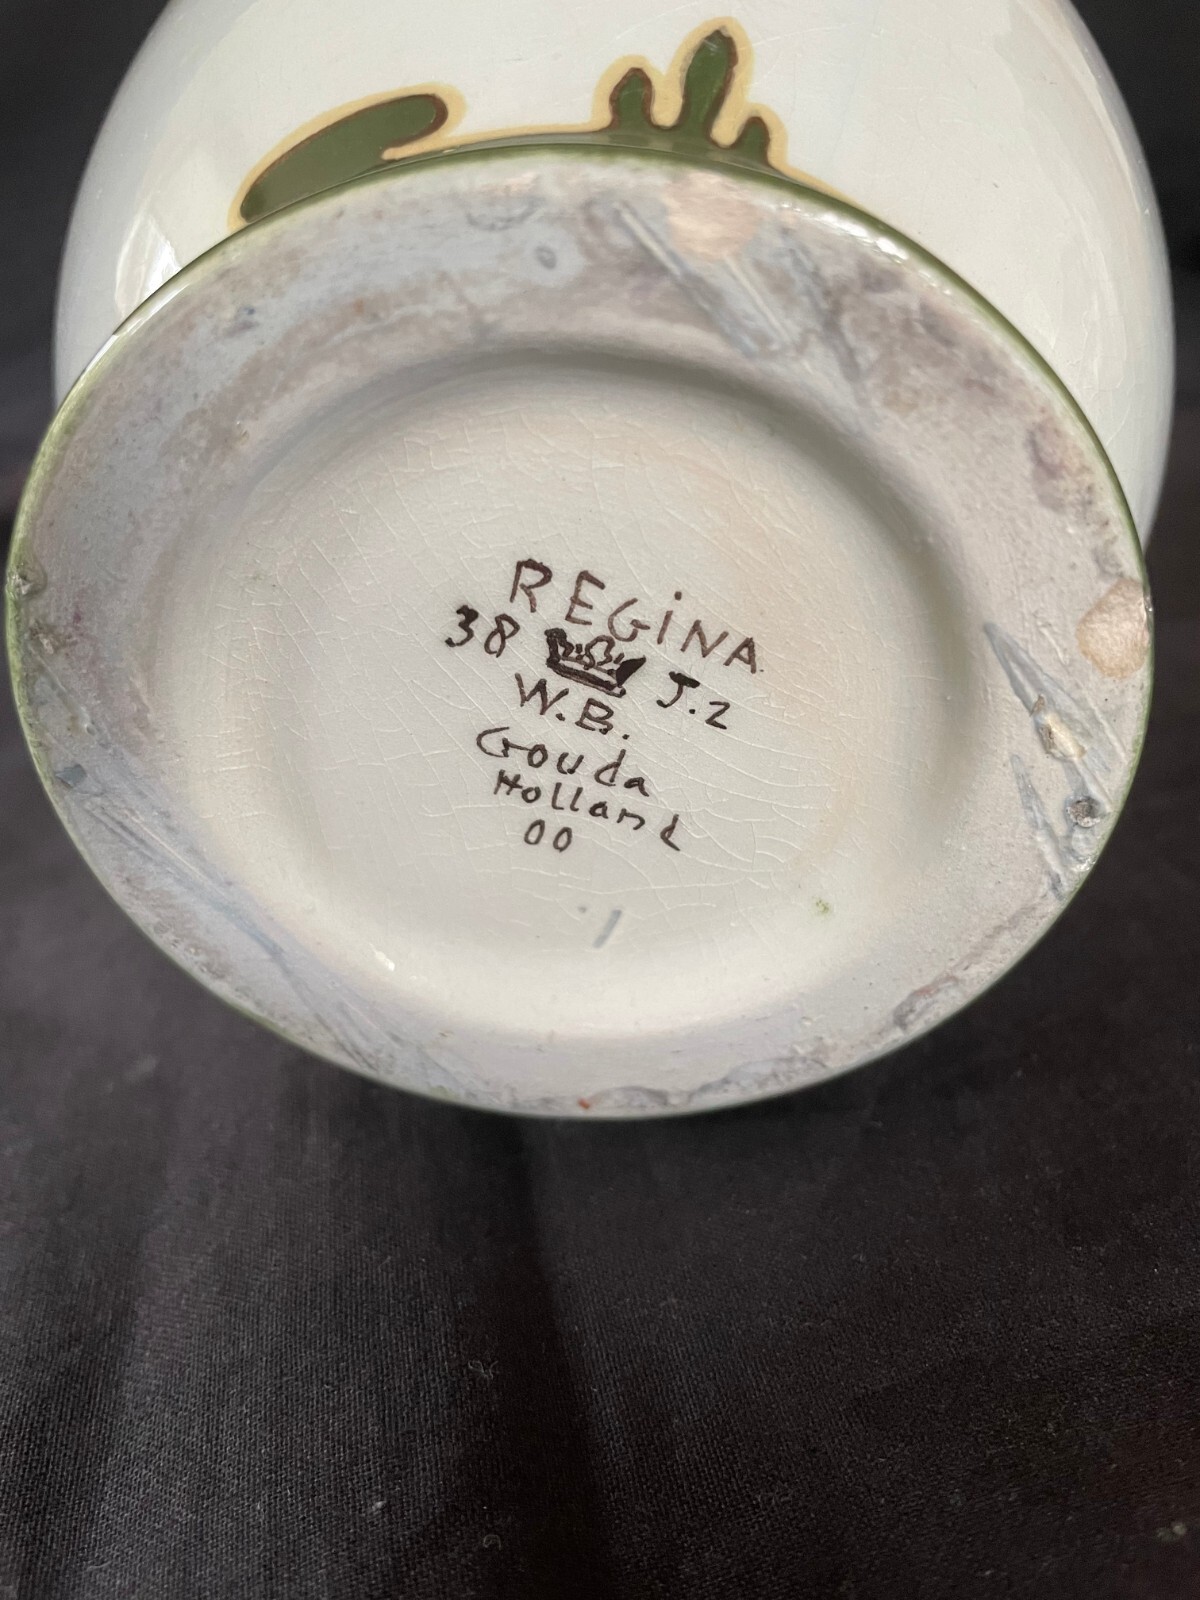 REGiNA
38 J.2
W.B.
Gouda
Holland
00